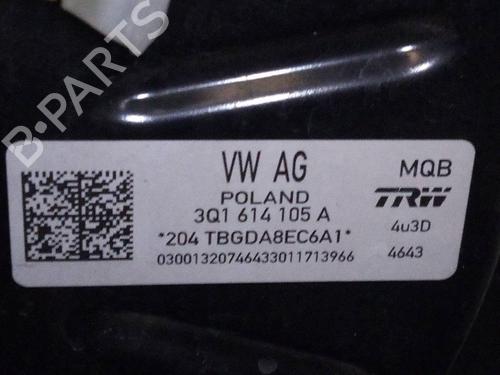 B-PARTS
VW AG
MQB
POLAND
TRW
3Q1 614 105 A
4u3D
*204 TBGDA8EC6A1*
4643
03001320746433011713966